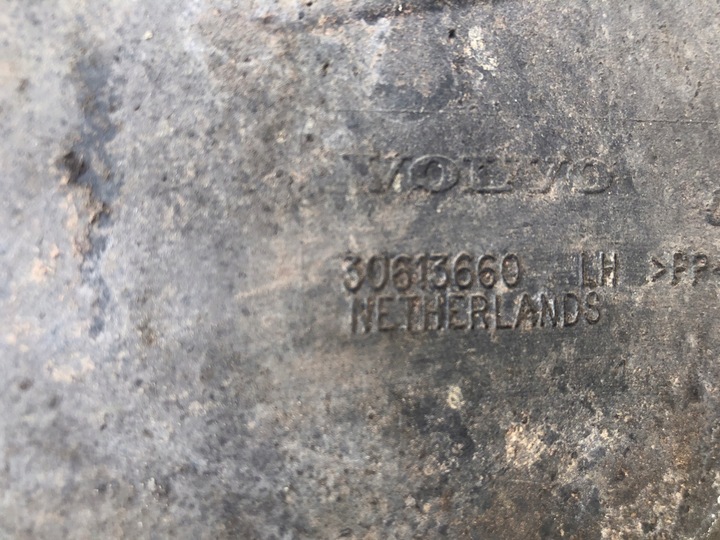 VOLVO
30613660 LH >PP<
NETHERLANDS